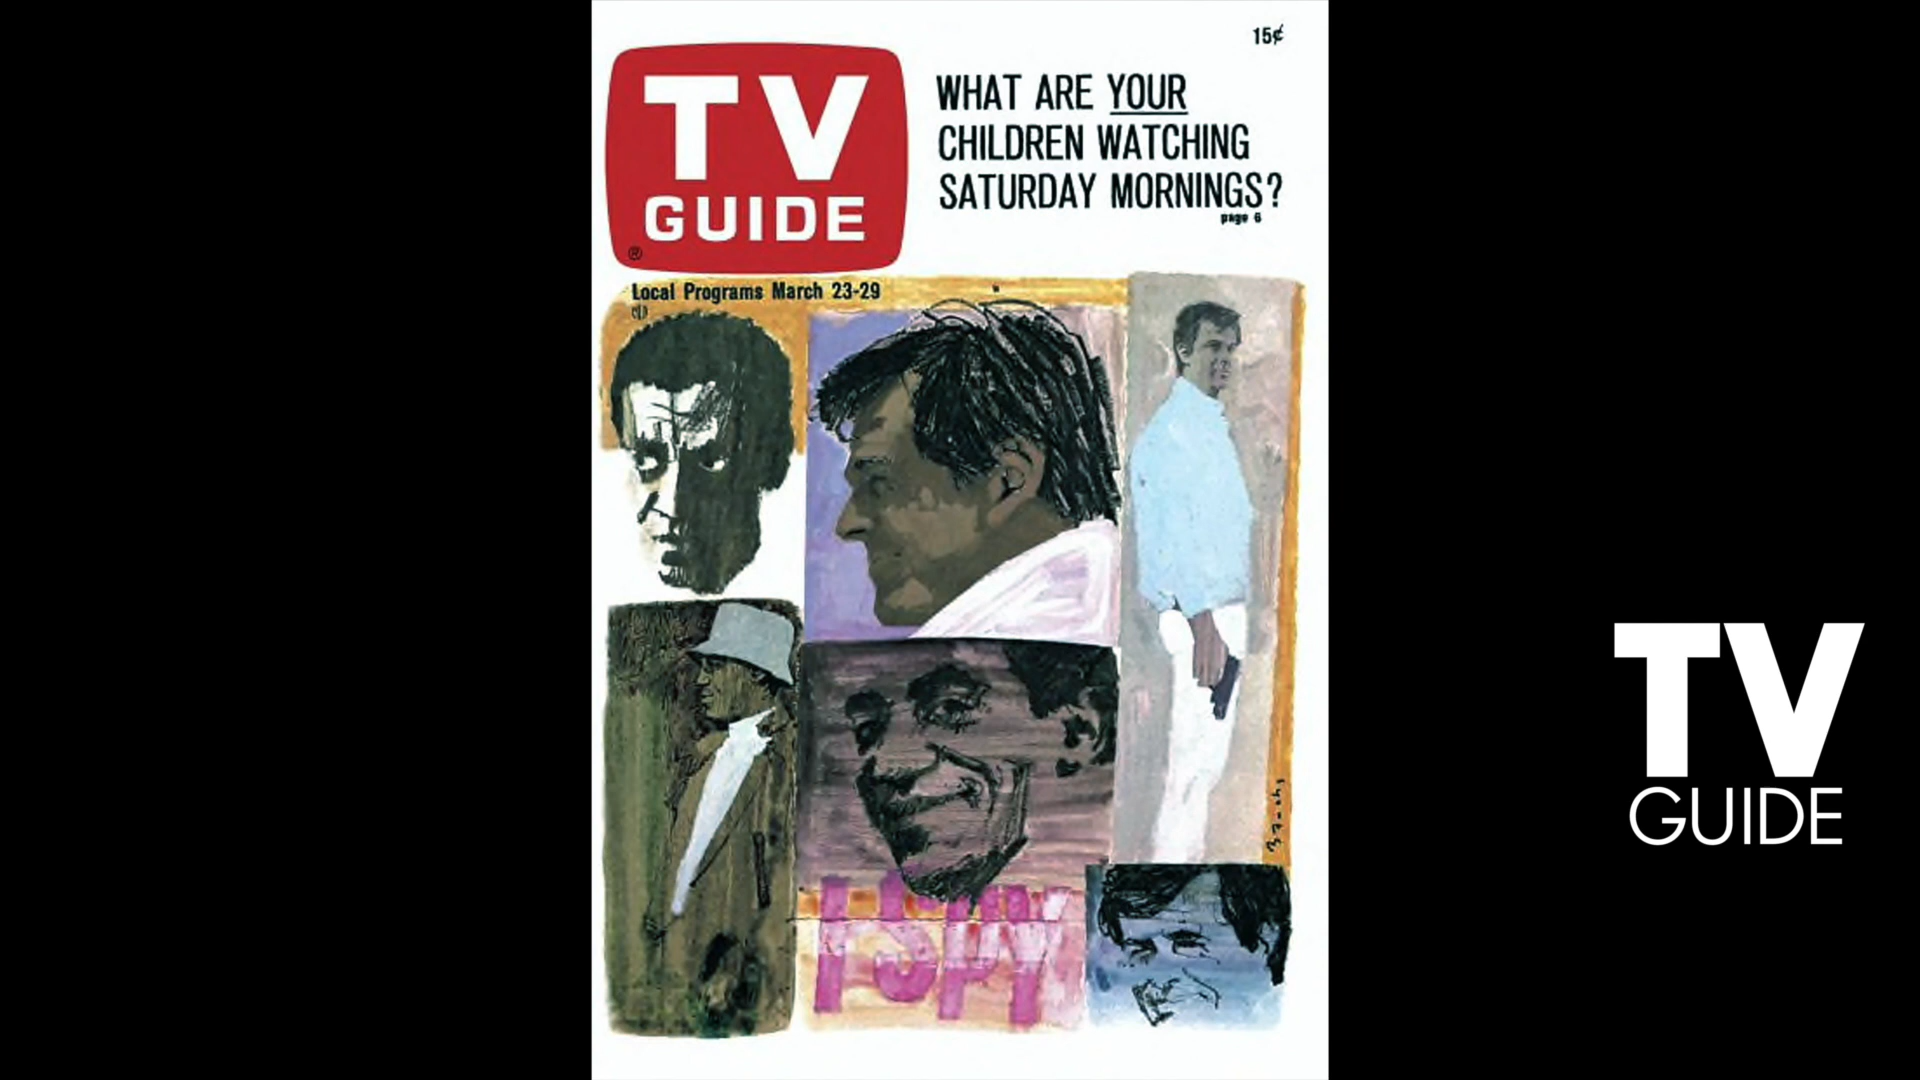 15¢
TV
GUIDE
®
WHAT ARE YOUR
CHILDREN WATCHING
SATURDAY MORNINGS?
page 6
Local Programs March 23-29
I SPY
TV
GUIDE